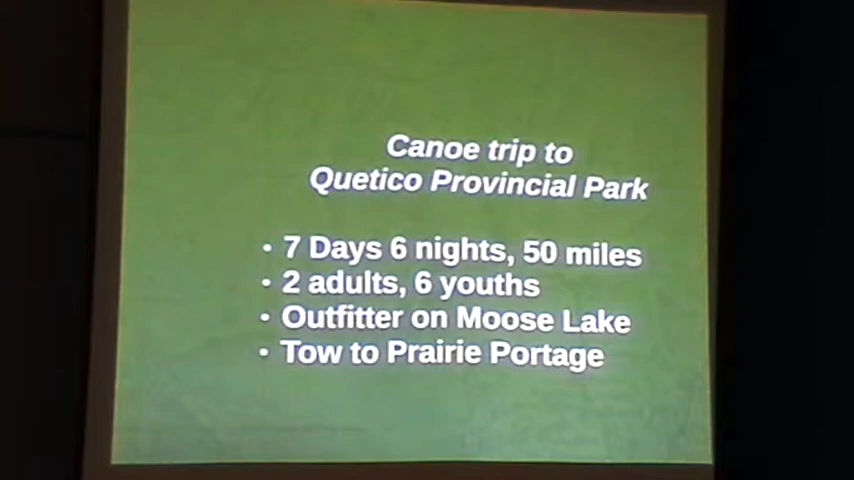 Canoe trip to
Quetico Provincial Park
• 7 Days 6 nights, 50 miles
• 2 adults, 6 youths
• Outfitter on Moose Lake
• Tow to Prairie Portage